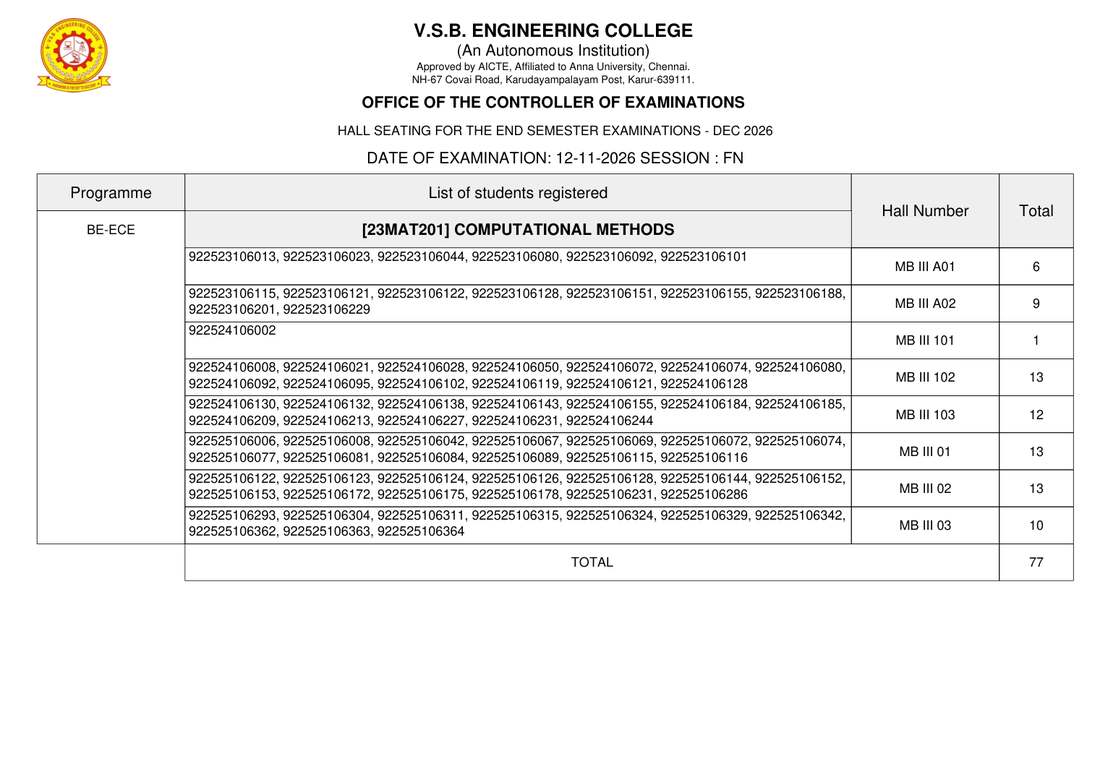 V.S.B. ENGINEERING COLLEGE
(An Autonomous Institution)
Approved by AICTE, Affiliated to Anna University, Chennai.
NH-67 Covai Road, Karudayampalayam Post, Karur-639111.
OFFICE OF THE CONTROLLER OF EXAMINATIONS
HALL SEATING FOR THE END SEMESTER EXAMINATIONS - DEC 2026
DATE OF EXAMINATION: 12-11-2026 SESSION : FN
Programme List of students registered Hall Number Total
BE-ECE [23MAT201] COMPUTATIONAL METHODS
922523106013, 922523106023, 922523106044, 922523106080, 922523106092, 922523106101 MB III A01 6
922523106115, 922523106121, 922523106122, 922523106128, 922523106151, 922523106155, 922523106188,
922523106201, 922523106229 MB III A02 9
922524106002 MB III 101 1
922524106008, 922524106021, 922524106028, 922524106050, 922524106072, 922524106074, 922524106080,
922524106092, 922524106095, 922524106102, 922524106119, 922524106121, 922524106128 MB III 102 13
922524106130, 922524106132, 922524106138, 922524106143, 922524106155, 922524106184, 922524106185,
922524106209, 922524106213, 922524106227, 922524106231, 922524106244 MB III 103 12
922525106006, 922525106008, 922525106042, 922525106067, 922525106069, 922525106072, 922525106074,
922525106077, 922525106081, 922525106084, 922525106089, 922525106115, 922525106116 MB III 01 13
922525106122, 922525106123, 922525106124, 922525106126, 922525106128, 922525106144, 922525106152,
922525106153, 922525106172, 922525106175, 922525106178, 922525106231, 922525106286 MB III 02 13
922525106293, 922525106304, 922525106311, 922525106315, 922525106324, 922525106329, 922525106342,
922525106362, 922525106363, 922525106364 MB III 03 10
TOTAL 77